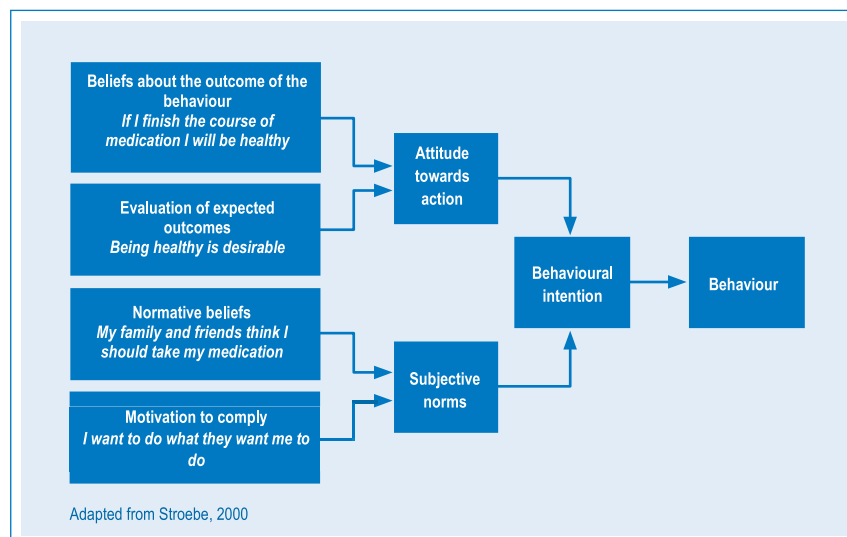 Beliefs about the outcome of the
behaviour
If I finish the course of
medication I will be healthy
Evaluation of expected
outcomes
Being healthy is desirable
Normative beliefs
My family and friends think I
should take my medication
Motivation to comply
I want to do what they want me to
do
Attitude
towards
action
Subjective
norms
Behavioural
intention
Behaviour
Adapted from Stroebe, 2000